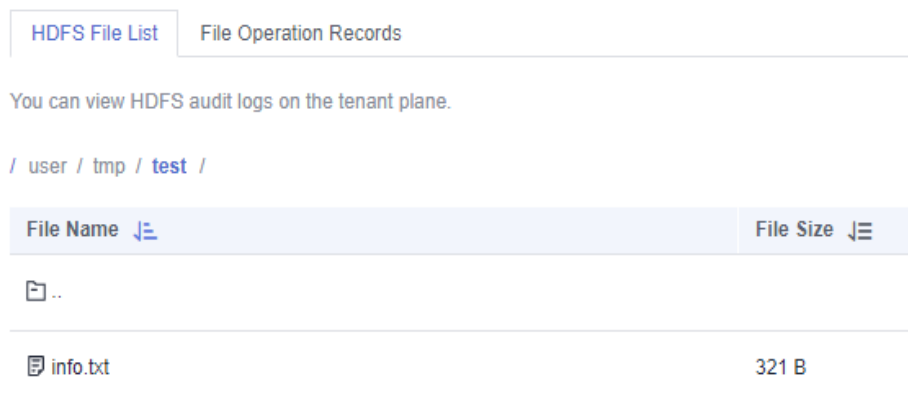 HDFS File List File Operation Records
You can view HDFS audit logs on the tenant plane.
/ user / tmp / test /
File Name File Size
..
info.txt 321 B